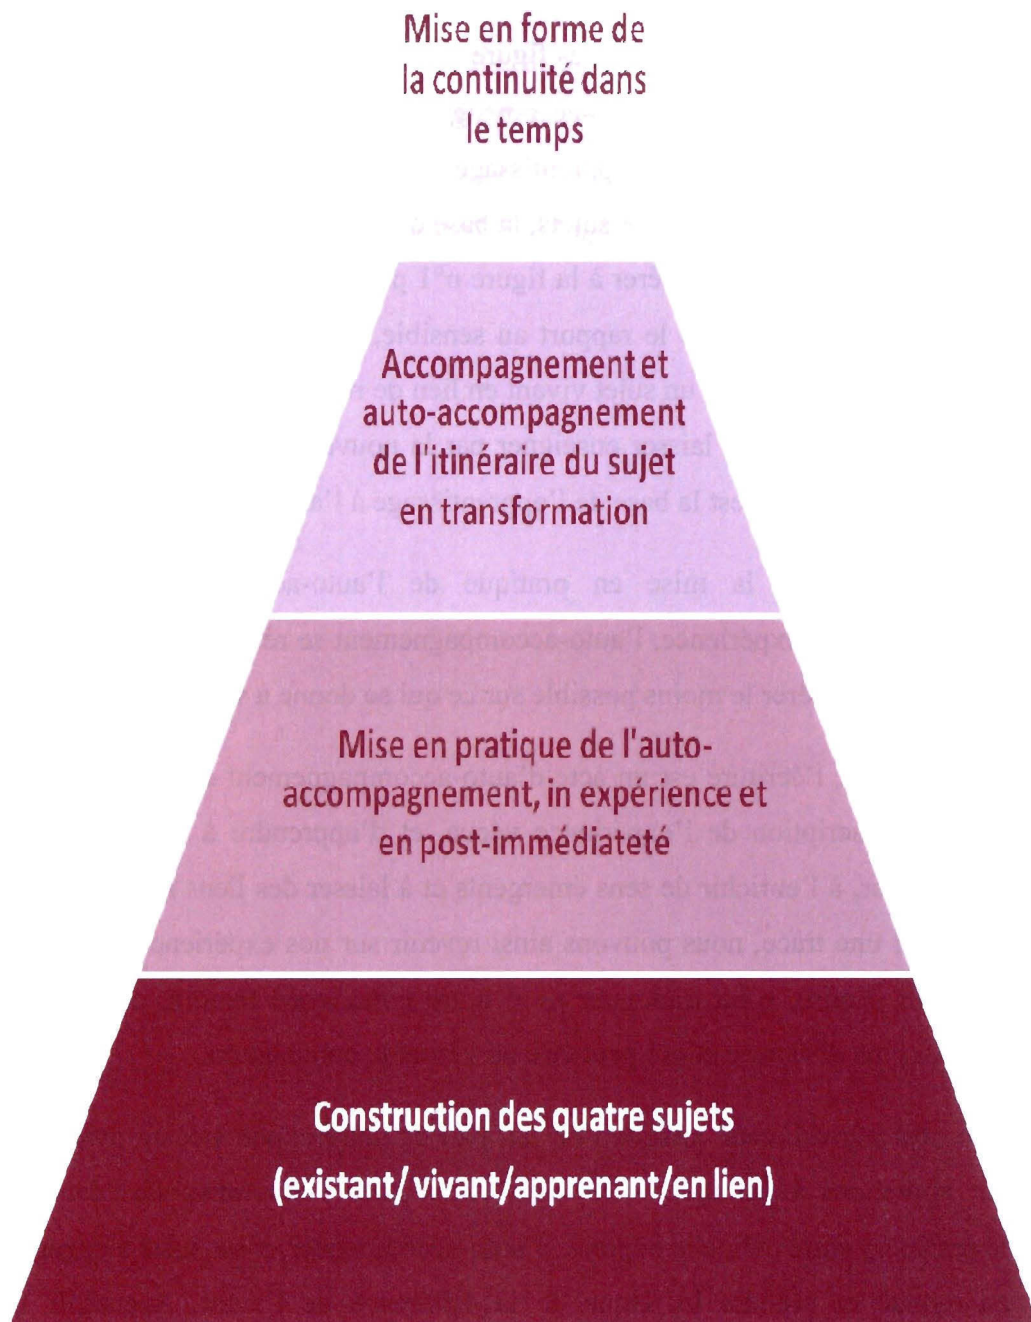 Mise en forme de
la continuité dans
le temps
Accompagnement et
auto-accompagnement
de l'itinéraire du sujet
en transformation
Mise en pratique de l'auto-
accompagnement, in expérience et
en post-immédiateté
Construction des quatre sujets
(existant/ vivant/apprenant/en lien)